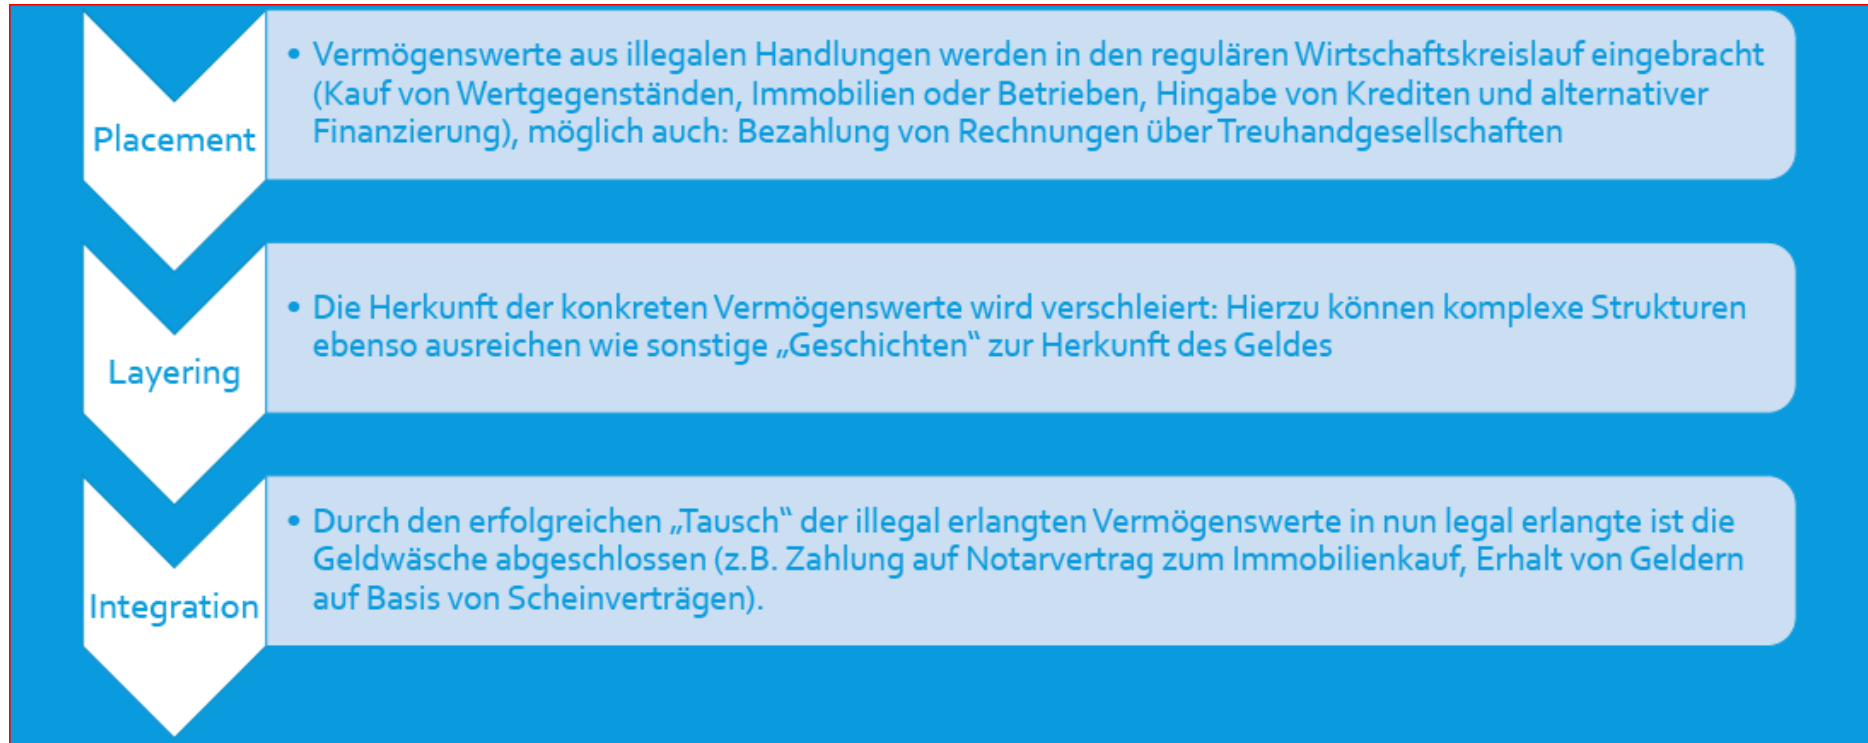 Placement
• Vermögenswerte aus illegalen Handlungen werden in den regulären Wirtschaftskreislauf eingebracht
(Kauf von Wertgegenständen, Immobilien oder Betrieben, Hingabe von Krediten und alternativer
Finanzierung), möglich auch: Bezahlung von Rechnungen über Treuhandgesellschaften
Layering
• Die Herkunft der konkreten Vermögenswerte wird verschleiert: Hierzu können komplexe Strukturen
ebenso ausreichen wie sonstige „Geschichten“ zur Herkunft des Geldes
Integration
• Durch den erfolgreichen „Tausch“ der illegal erlangten Vermögenswerte in nun legal erlangte ist die
Geldwäsche abgeschlossen (z.B. Zahlung auf Notarvertrag zum Immobilienkauf, Erhalt von Geldern
auf Basis von Scheinverträgen).